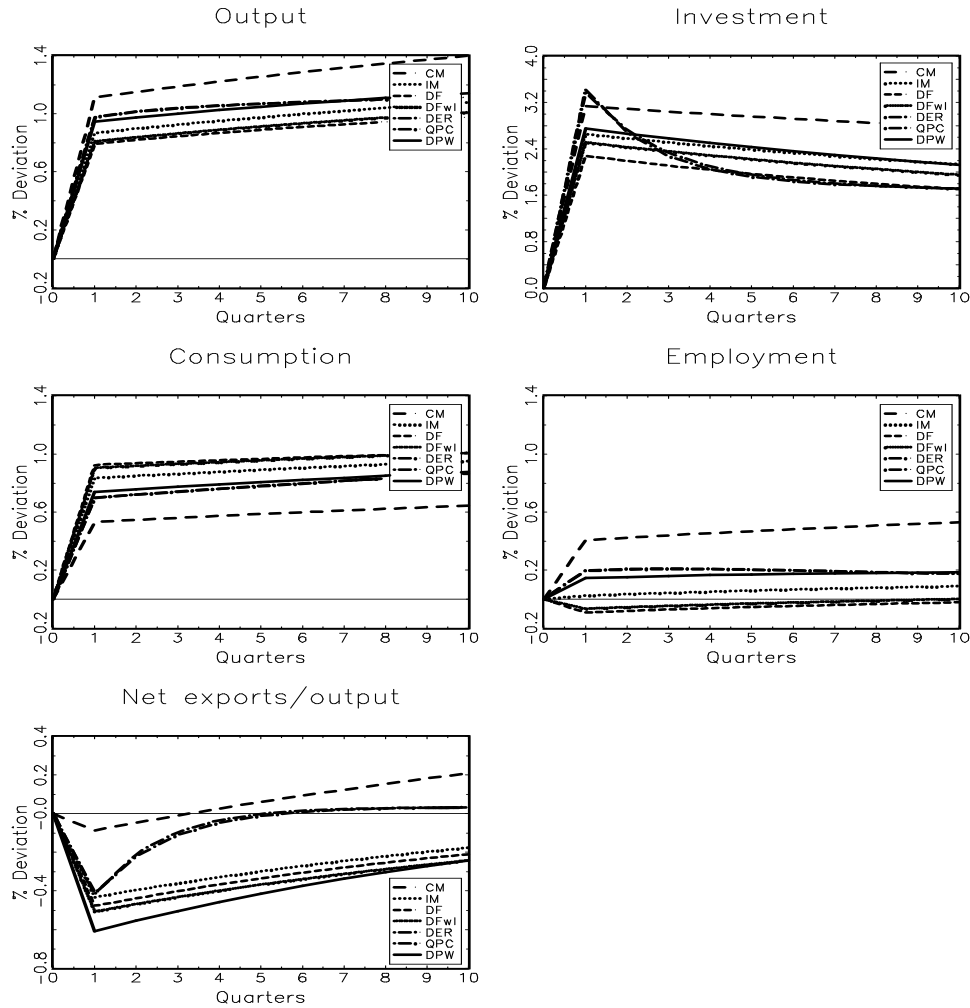 Output
% Deviation
1.4
1.0
0.6
0.2
-0.2
0 1 2 3 4 5 6 7 8 9 10
Quarters
CM
IM
DF
DFwl
DER
QPC
DPW
Investment
% Deviation
4.0
3.2
2.4
1.6
0.8
0.0
0 1 2 3 4 5 6 7 8 9 10
Quarters
CM
IM
DF
DFwl
DER
QPC
DPW
Consumption
% Deviation
1.4
1.0
0.6
0.2
-0.2
0 1 2 3 4 5 6 7 8 9 10
Quarters
CM
IM
DF
DFwl
DER
QPC
DPW
Employment
% Deviation
1.4
1.0
0.6
0.2
-0.2
0 1 2 3 4 5 6 7 8 9 10
Quarters
CM
IM
DF
DFwl
DER
QPC
DPW
Net exports/output
% Deviation
0.4
0.2
-0.0
-0.4
-0.8
0 1 2 3 4 5 6 7 8 9 10
Quarters
CM
IM
DF
DFwl
DER
QPC
DPW